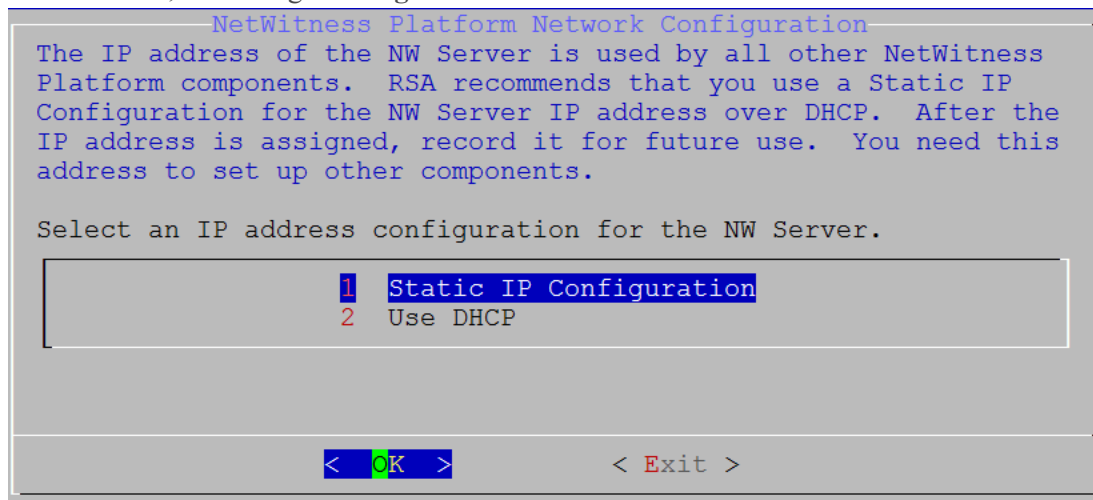 NetWitness Platform Network Configuration
The IP address of the NW Server is used by all other NetWitness
Platform components.  RSA recommends that you use a Static IP
Configuration for the NW Server IP address over DHCP.  After the
IP address is assigned, record it for future use.  You need this
address to set up other components.
Select an IP address configuration for the NW Server.
1  Static IP Configuration
2  Use DHCP
<  OK  >  < Exit >